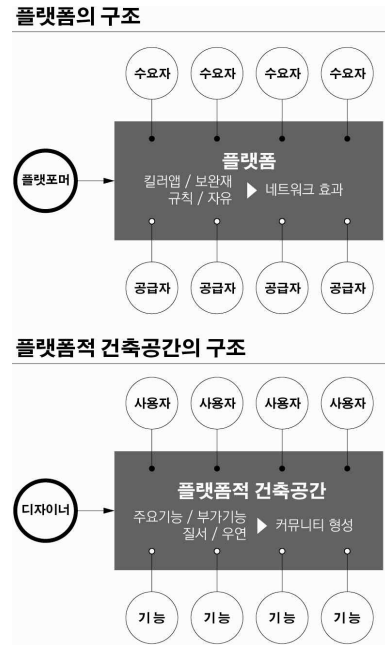 플랫폼의 구조
수요자 수요자 수요자 수요자
플랫폼
플랫포머
킬러앱 / 보완재
규칙 / 자유
▶ 네트워크 효과
공급자 공급자 공급자 공급자
플랫폼적 건축공간의 구조
사용자 사용자 사용자 사용자
플랫폼적 건축공간
디자이너
주요기능 / 부가기능
질서 / 우연
▶ 커뮤니티 형성
기능 기능 기능 기능